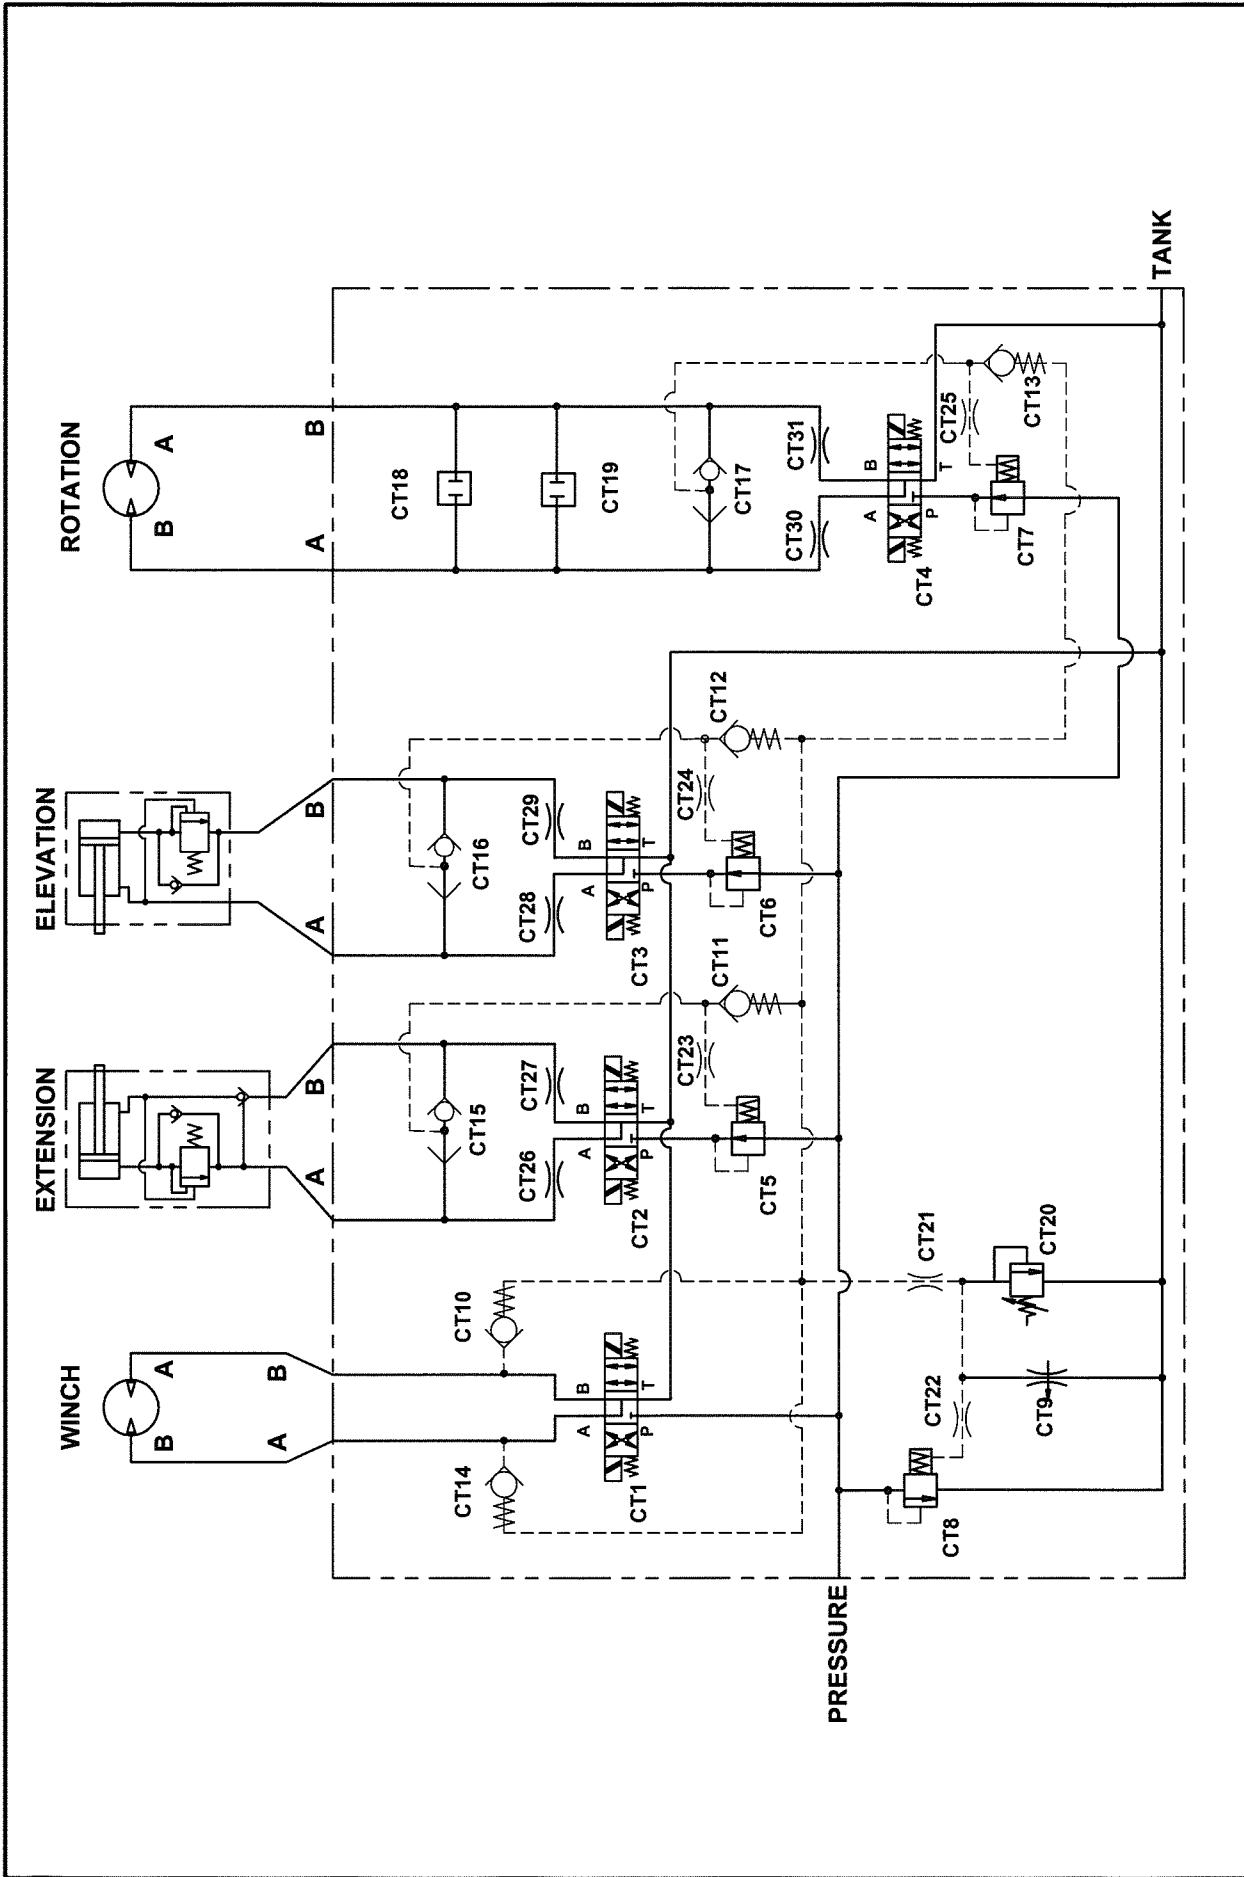 WINCH
EXTENSION
ELEVATION
ROTATION
B
A
B
A
A
B
A
B
A
B
A
B
CT14
CT10
CT15
CT16
CT18
CT19
CT17
CT26
CT27
CT28
CT29
CT30
CT31
A
B
P
T
CT1
A
B
P
T
CT2
A
B
P
T
CT3
A
B
P
T
CT4
CT5
CT23
CT11
CT6
CT24
CT12
CT7
CT25
CT13
PRESSURE
CT8
CT22
CT9
CT21
CT20
TANK